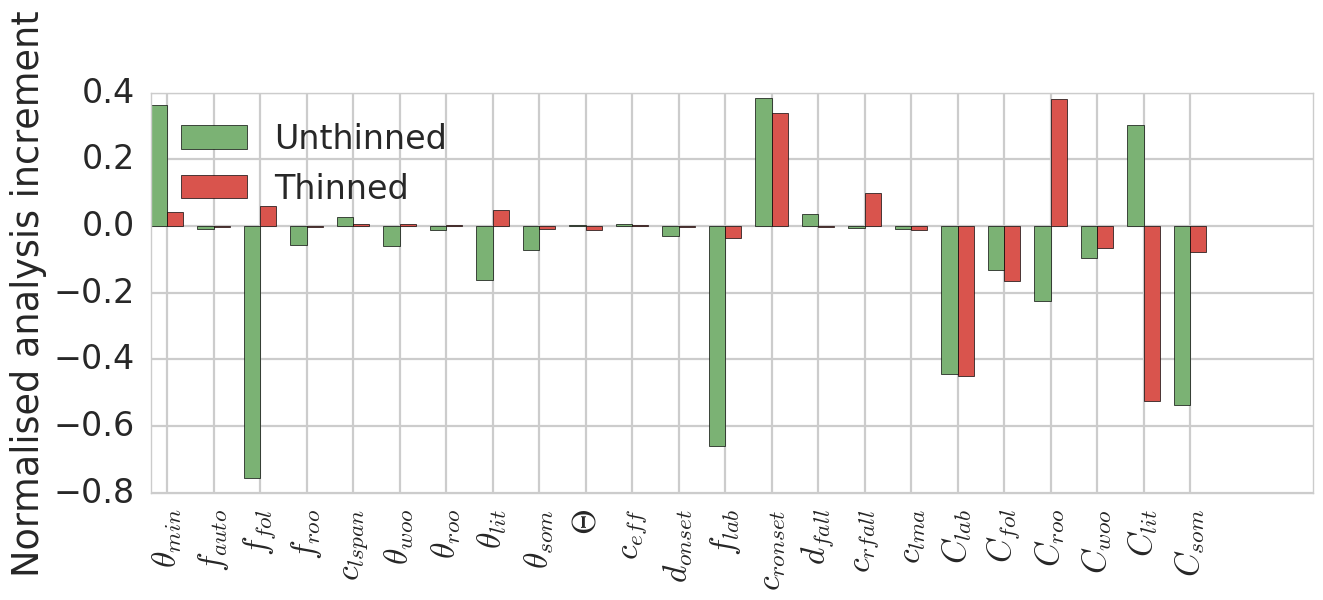 Normalised analysis increment
0.4
0.2
0.0
−0.2
−0.4
−0.6
−0.8
Unthinned
Thinned
θmin
fauto
ffol
froo
clspan
θwoo
θroo
θlit
θsom
Θ
ceff
donset
flab
cronset
dfall
crfall
clma
Clab
Cfol
Croo
Cwoo
Clit
Csom